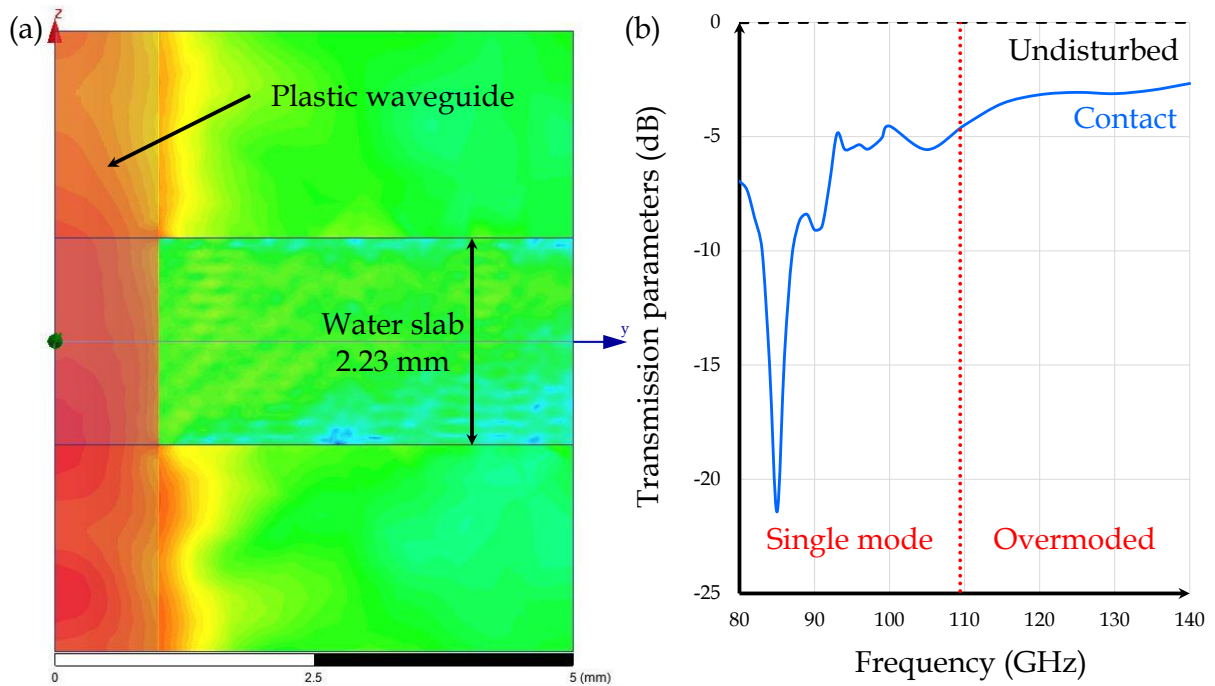 (a)
z
Plastic waveguide
Water slab
2.23 mm
y
0
2.5
5 (mm)
(b)
Transmission parameters (dB)
0
-5
-10
-15
-20
-25
Undisturbed
Contact
Single mode
Overmoded
80
90
100
110
120
130
140
Frequency (GHz)